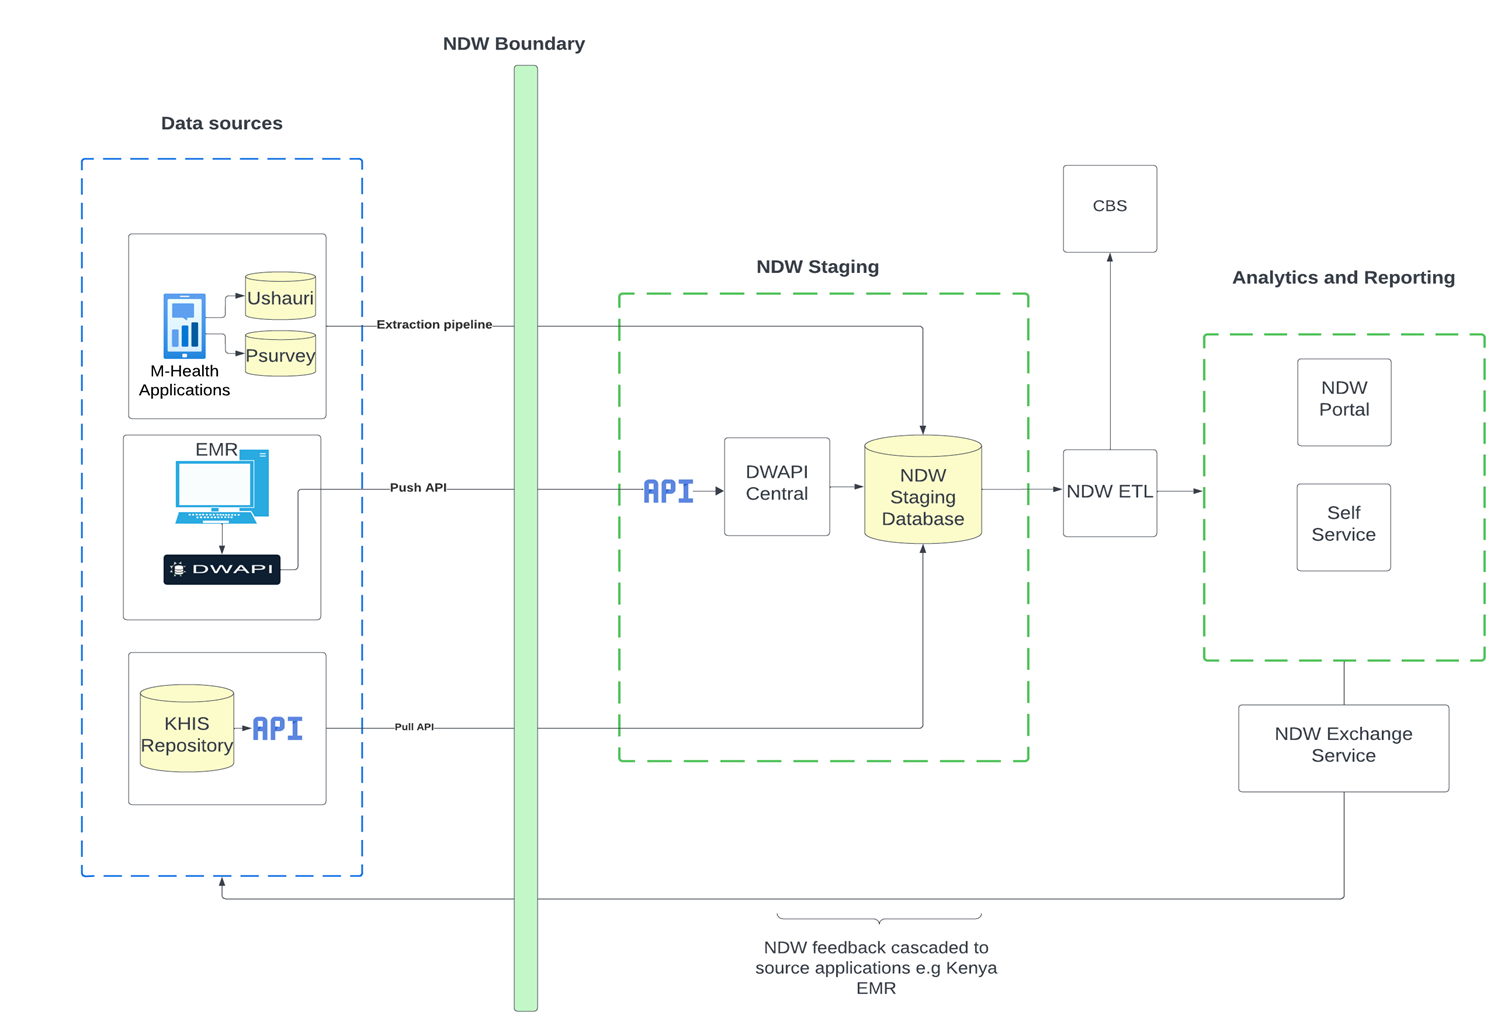 NDW Boundary
Data sources
Ushauri
Psurvey
M-Health
Applications
Extraction pipeline
EMR
DWAPI
Push API
KHIS
Repository
API
Pull API
NDW Staging
API
DWAPI
Central
NDW
Staging
Database
CBS
NDW ETL
Analytics and Reporting
NDW
Portal
Self
Service
NDW Exchange
Service
NDW feedback cascaded to
source applications e.g Kenya
EMR